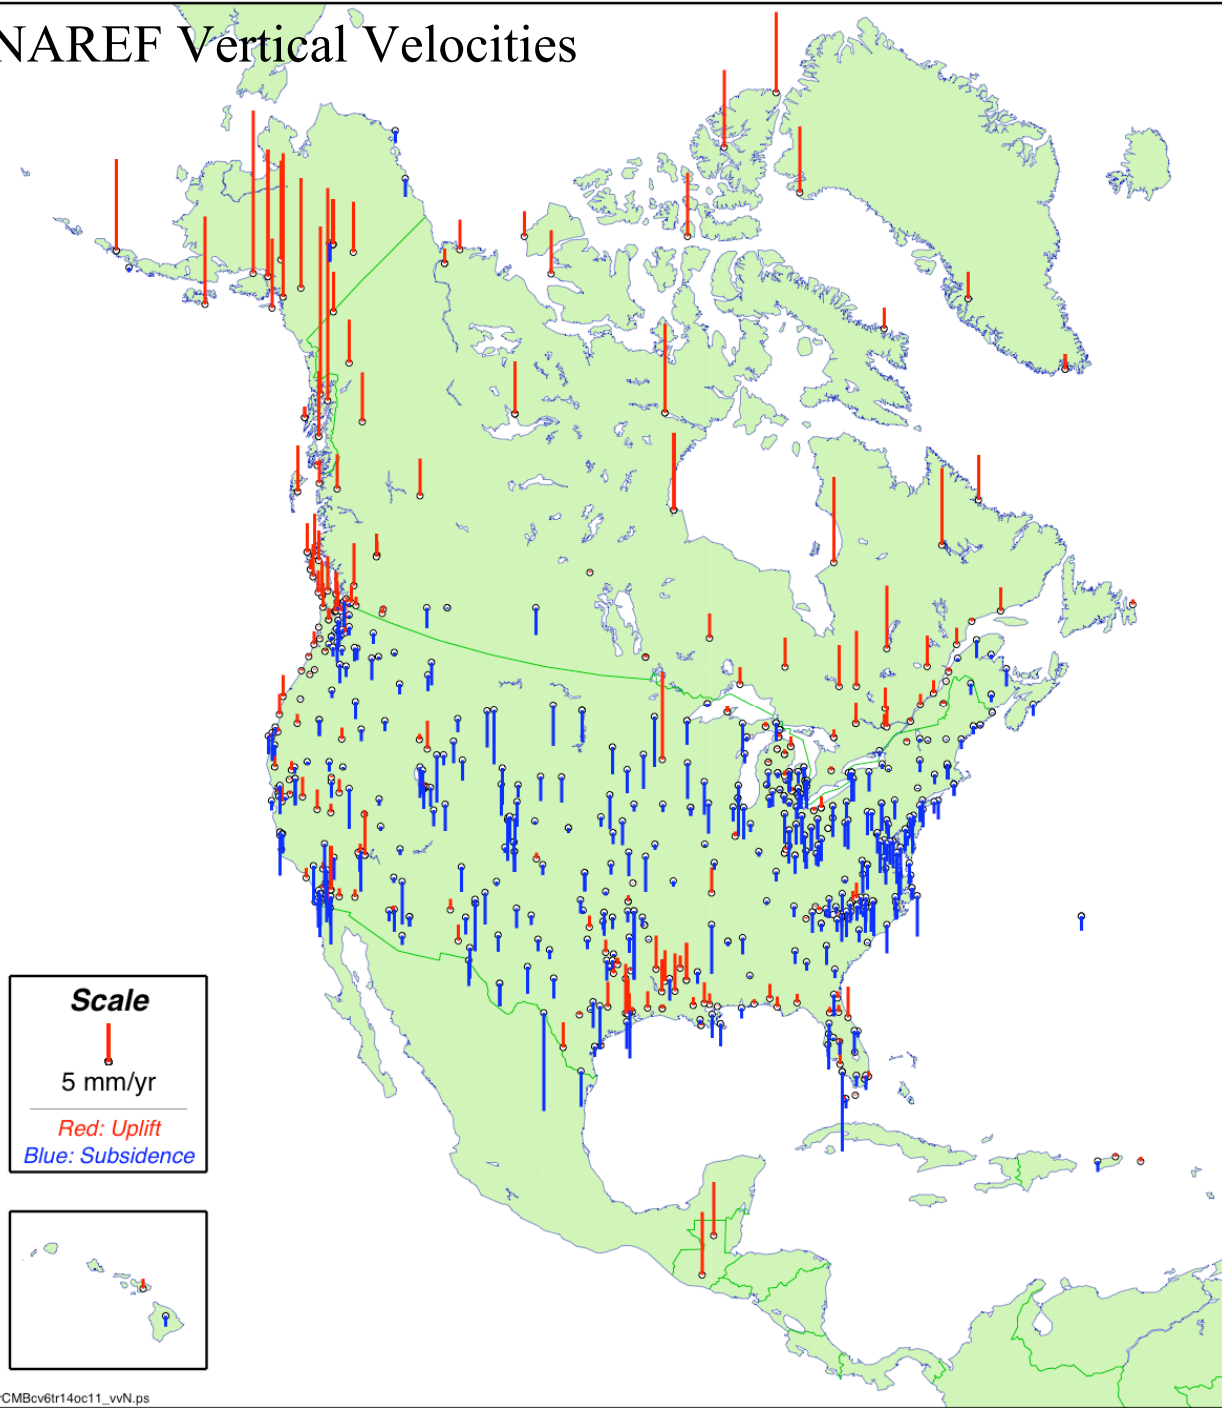 NAREF Vertical Velocities
Scale
5 mm/yr
Red: Uplift
Blue: Subsidence
CMBcv6tr14oc11_vvN.ps